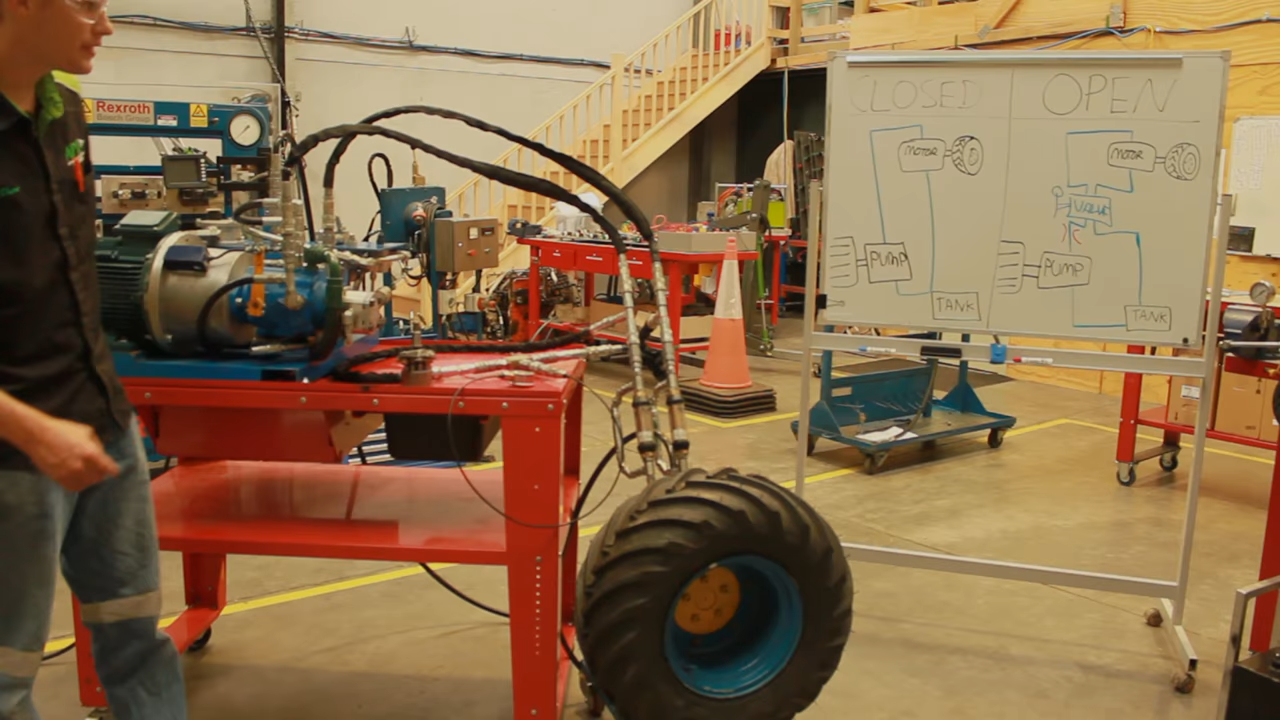 Rexroth
Bosch Group
CLOSED
OPEN
MOTOR
MOTOR
VALVE
PUMP
PUMP
TANK
TANK